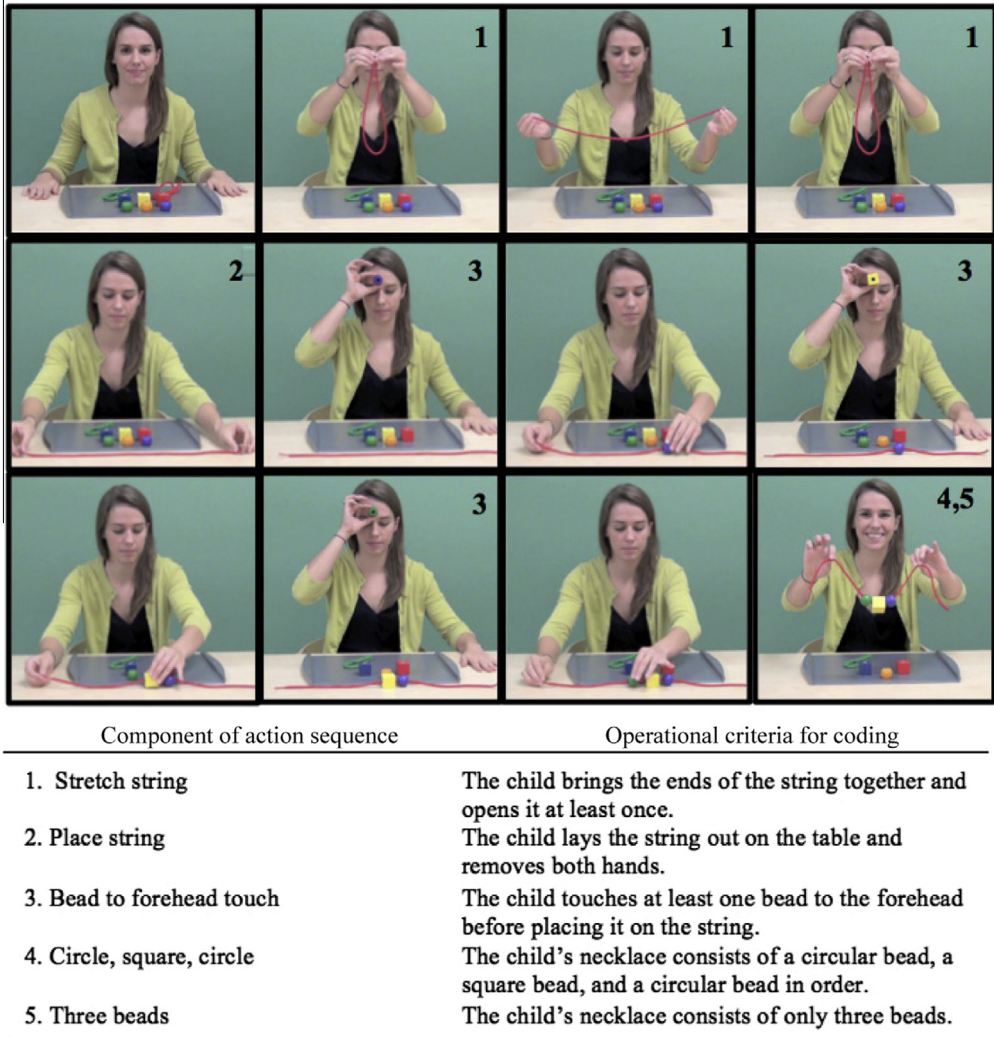 1
1
1
2
3
3
3
4,5
Component of action sequence
Operational criteria for coding
1. Stretch string
The child brings the ends of the string together and
opens it at least once.
2. Place string
The child lays the string out on the table and
removes both hands.
3. Bead to forehead touch
The child touches at least one bead to the forehead
before placing it on the string.
4. Circle, square, circle
The child's necklace consists of a circular bead, a
square bead, and a circular bead in order.
5. Three beads
The child's necklace consists of only three beads.